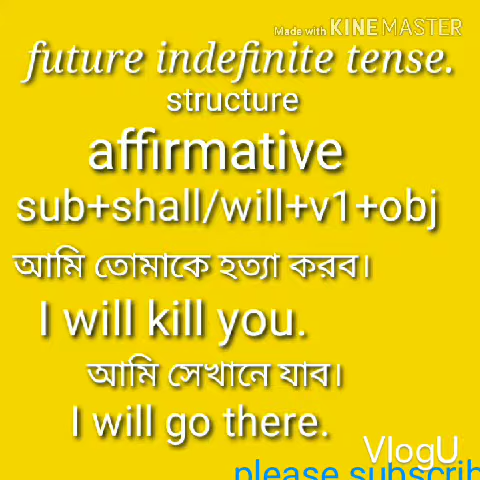 Made with KINEMASTER
future indefinite tense.
structure
affirmative
sub+shall/will+v1+obj
আমি তোমাকে হত্যা করব।
I will kill you.
আমি সেখানে যাব।
I will go there.
VlogU
please subscrib